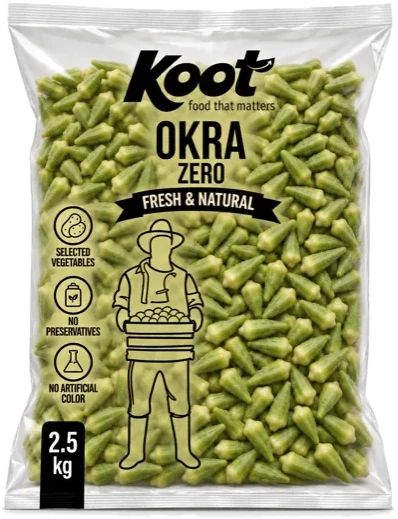 Koot
food that matters
OKRA
ZERO
FRESH & NATURAL
SELECTED
VEGETABLES
NO
PRESERVATIVES
NO ARTIFICIAL
COLOR
2.5
kg